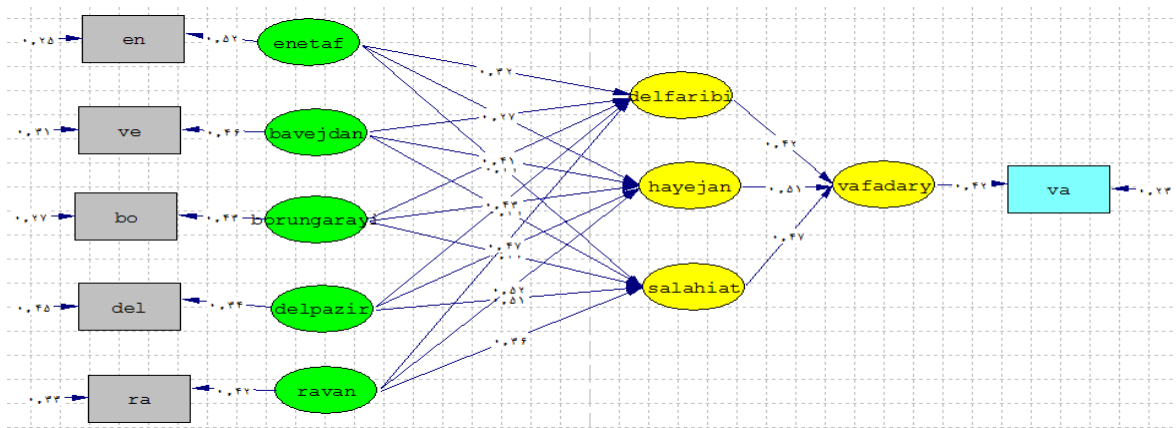 ۰.۲۵ en ۰.۵۲ enetaf
۰.۳۱ ve ۰.۴۶ bavejdan
۰.۲۷ bo ۰.۴۳ borungarayi
۰.۴۵ del ۰.۳۴ delpazir
۰.۳۳ ra ۰.۴۲ ravan
۰.۳۲
۰.۲۷
۰.۴۱
۰.۴۳
۰.۴۷
۰.۵۲
۰.۵۱
۰.۳۶
delfaribi ۰.۴۲
hayejan ۰.۵۱ vafadary ۰.۴۷ va ۰.۲۳
salahiat ۰.۴۷